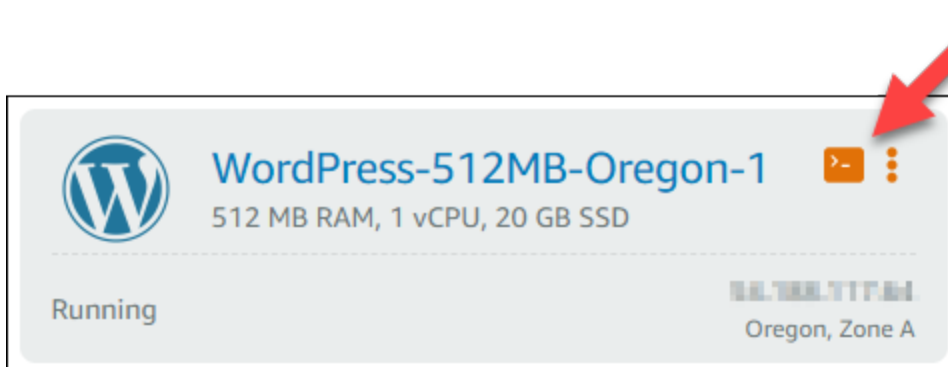 WordPress-512MB-Oregon-1
512 MB RAM, 1 vCPU, 20 GB SSD
Running
Oregon, Zone A